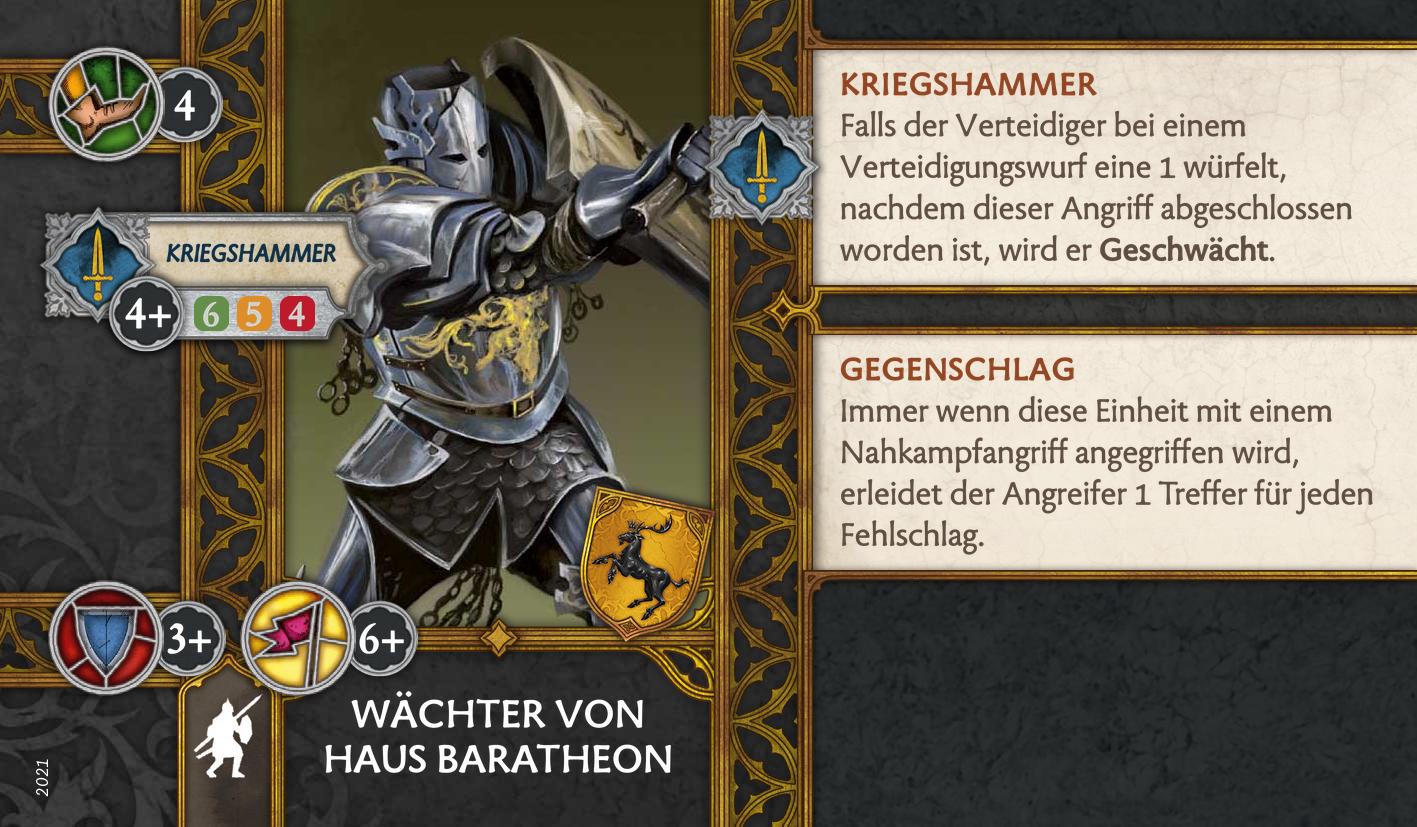 4
KRIEGSHAMMER
4+ 6 5 4
3+ 6+
WÄCHTER VON
HAUS BARATHEON
2021
KRIEGSHAMMER
Falls der Verteidiger bei einem
Verteidigungswurf eine 1 würfelt,
nachdem dieser Angriff abgeschlossen
worden ist, wird er Geschwächt.
GEGENSCHLAG
Immer wenn diese Einheit mit einem
Nahkampfangriff angegriffen wird,
erleidet der Angreifer 1 Treffer für jeden
Fehlschlag.